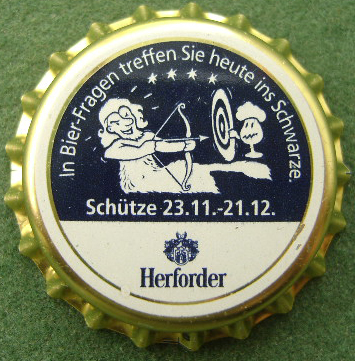 In Bier-Fragen treffen Sie heute ins Schwarze.
Schütze 23.11.-21.12.
Herforder